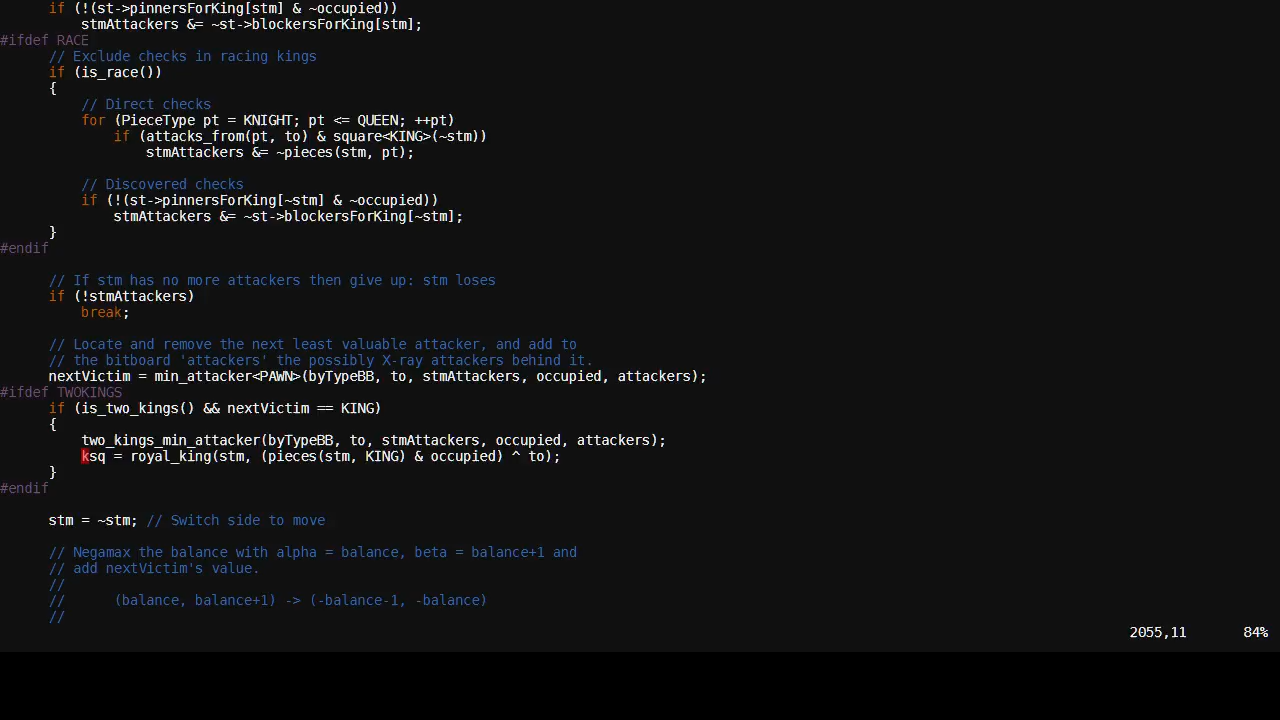 if (!(st->pinnersForKing[stm] & ~occupied))
stmAttackers &= ~st->blockersForKing[stm];
#ifdef RACE
// Exclude checks in racing kings
if (is_race())
{
// Direct checks
for (PieceType pt = KNIGHT; pt <= QUEEN; ++pt)
if (attacks_from(pt, to) & square<KING>(~stm))
stmAttackers &= ~pieces(stm, pt);
// Discovered checks
if (!(st->pinnersForKing[~stm] & ~occupied))
stmAttackers &= ~st->blockersForKing[~stm];
}
#endif
// If stm has no more attackers then give up: stm loses
if (!stmAttackers)
break;
// Locate and remove the next least valuable attacker, and add to
// the bitboard 'attackers' the possibly X-ray attackers behind it.
nextVictim = min_attacker<PAWN>(byTypeBB, to, stmAttackers, occupied, attackers);
#ifdef TWOKINGS
if (is_two_kings() && nextVictim == KING)
{
two_kings_min_attacker(byTypeBB, to, stmAttackers, occupied, attackers);
ksq = royal_king(stm, (pieces(stm, KING) & occupied) ^ to);
}
#endif
stm = ~stm; // Switch side to move
// Negamax the balance with alpha = balance, beta = balance+1 and
// add nextVictim's value.
//
// (balance, balance+1) -> (-balance-1, -balance)
//
2055,11 84%